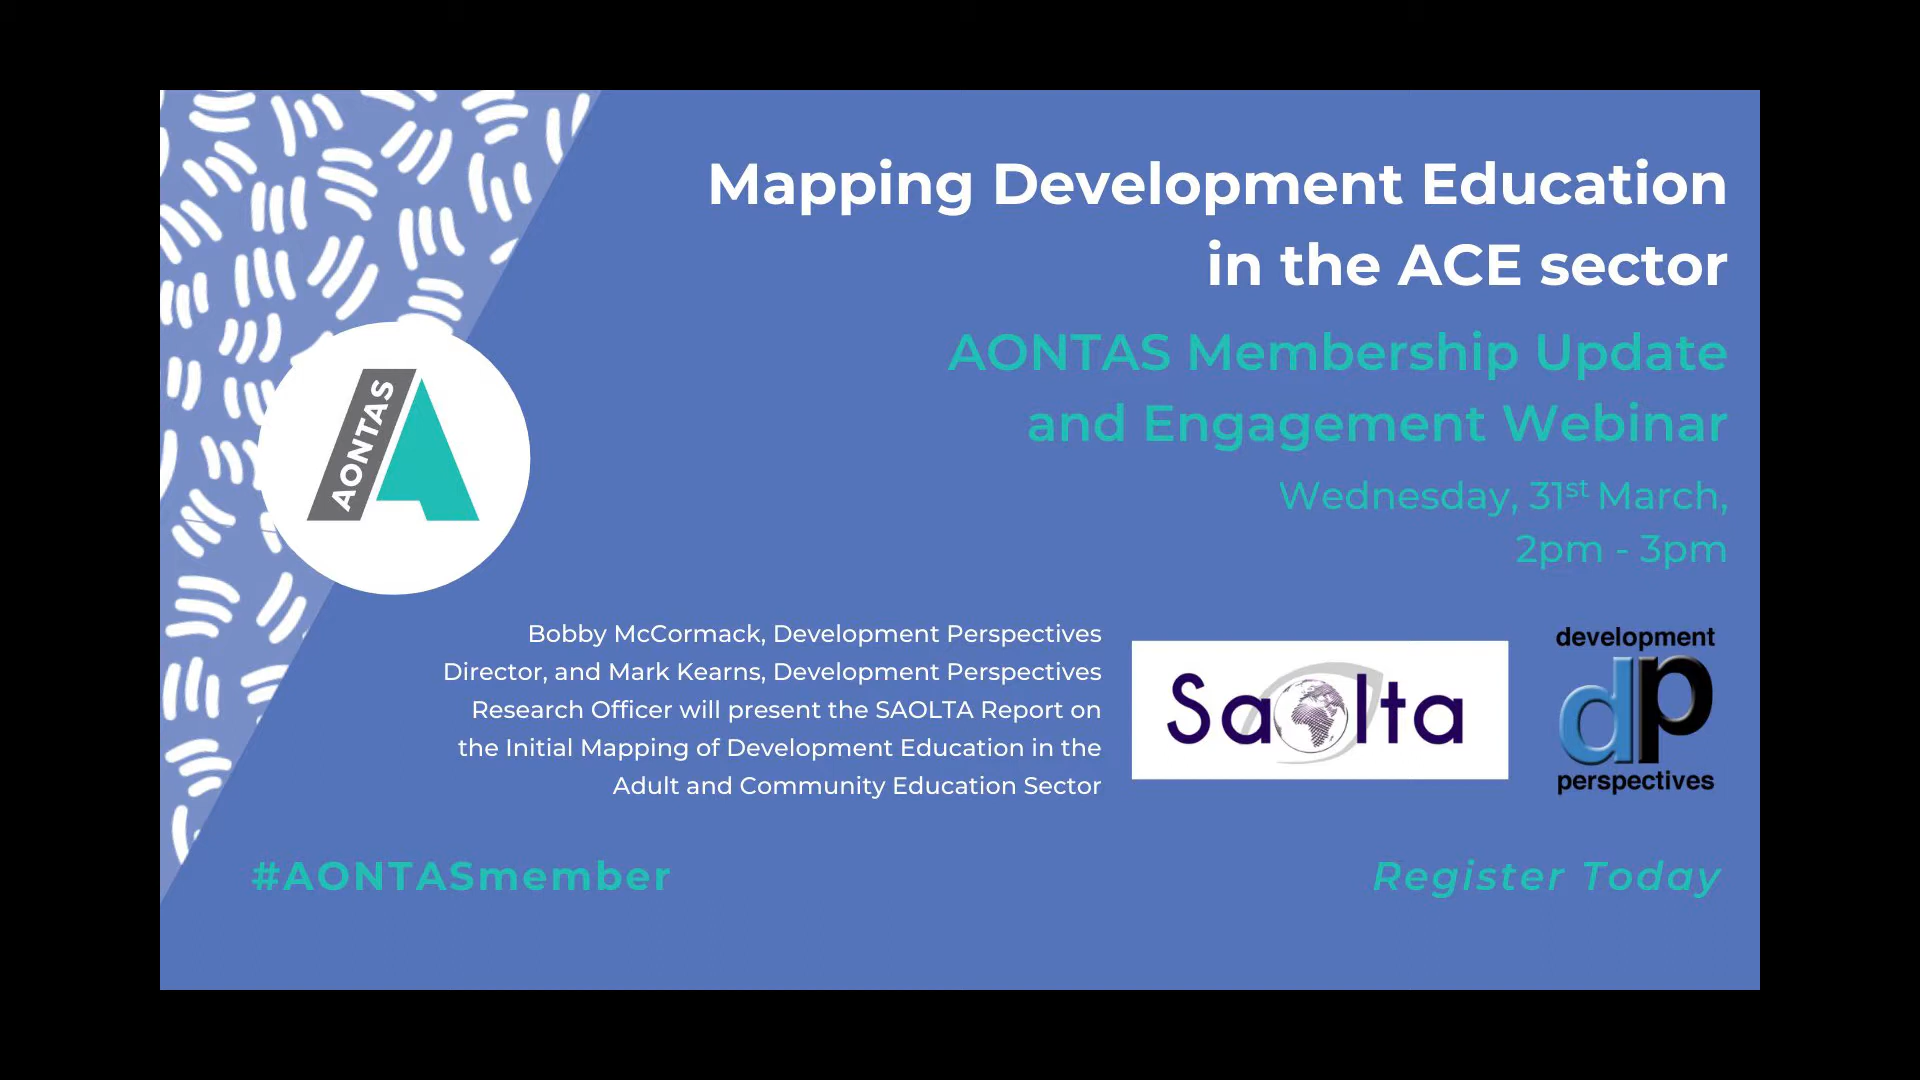 Mapping Development Education
in the ACE sector
AONTAS Membership Update
and Engagement Webinar
Wednesday, 31st March,
2pm - 3pm
AONTAS
Bobby McCormack, Development Perspectives
Director, and Mark Kearns, Development Perspectives
Research Officer will present the SAOLTA Report on
the Initial Mapping of Development Education in the
Adult and Community Education Sector
Saolta
development
dp
perspectives
#AONTASmember
Register Today